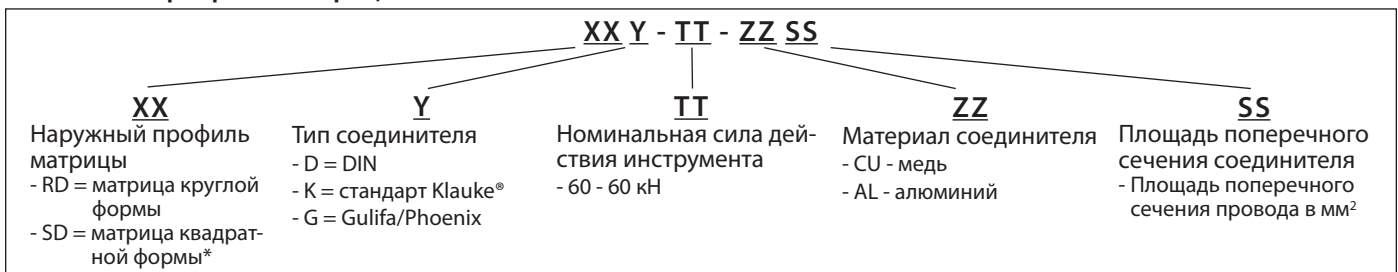 XX Y - TT - ZZ SS
XX
Наружный профиль
матрицы
- RD = матрица круглой
формы
- SD = матрица квадрат-
ной формы*
Y
Тип соединителя
- D = DIN
- K = стандарт Klauke®
- G = Gulifa/Phoenix
TT
Номинальная сила дей-
ствия инструмента
- 60 - 60 кН
ZZ
Материал соединителя
- CU - медь
- AL - алюминий
SS
Площадь поперечного
сечения соединителя
- Площадь поперечного
сечения провода в мм²